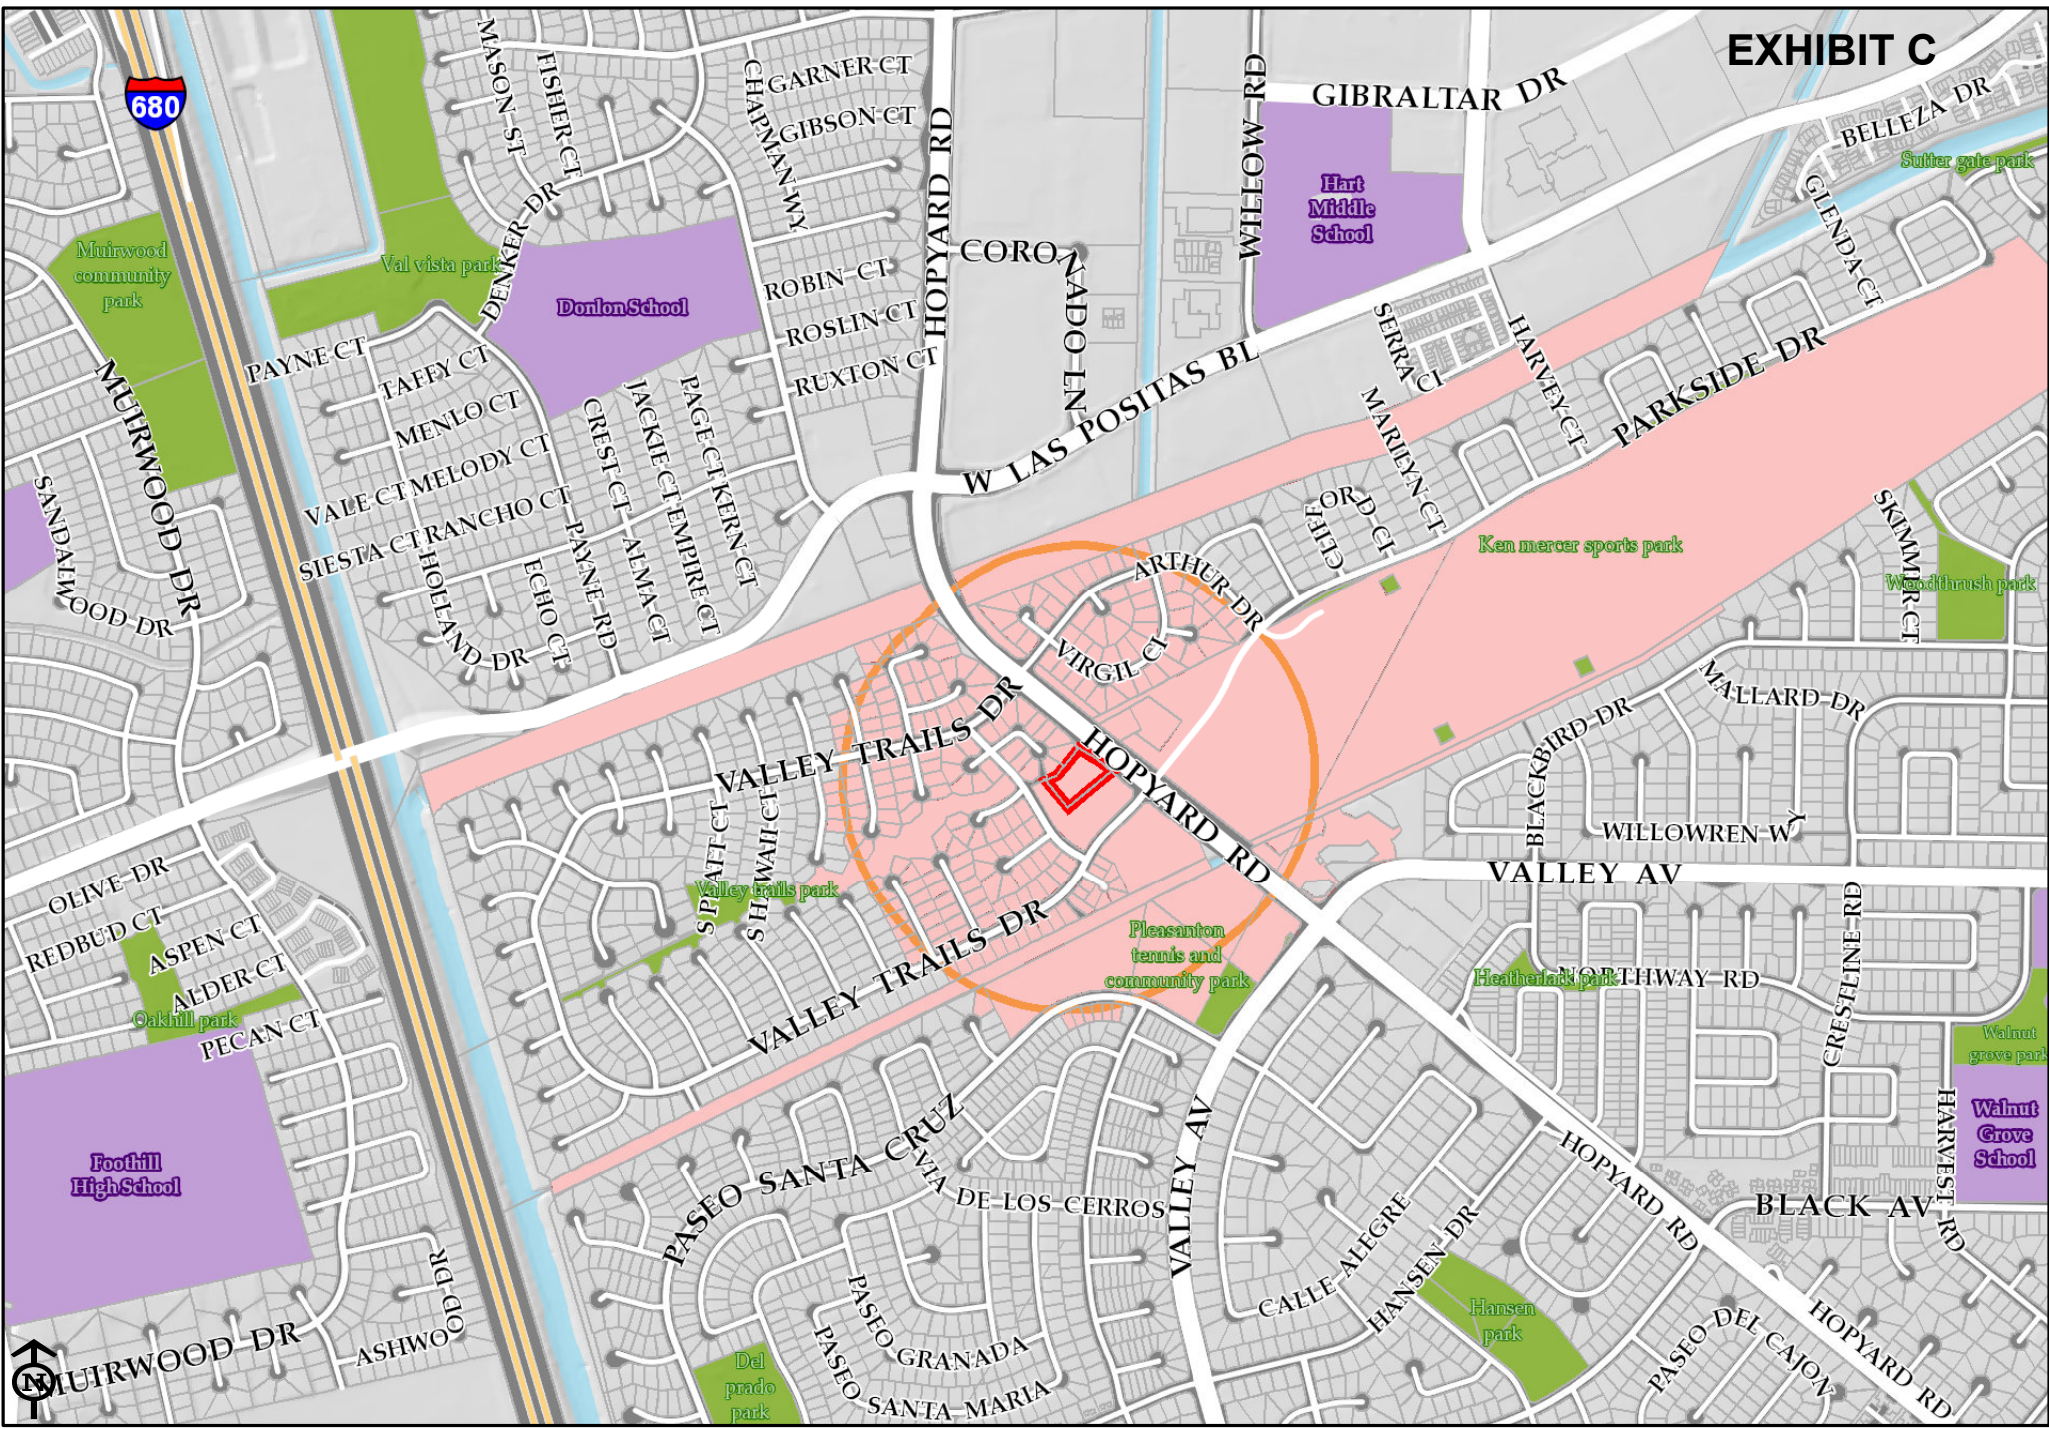 EXHIBIT C
680
MASON ST
FISHER CT
CHAPMAN WY
GARNER CT
GIBSON CT
HOPYARD RD
WILLOW RD
GIBRALTAR DR
BELLEZA DR
Sutter gate park
GLENDA CT
Hart
Middle
School
Muirwood
community
park
Val vista park
DENKER DR
Donlon School
ROBIN CT
ROSLIN CT
RUXTON CT
CORONADO LN
PAYNE CT
TAFFY CT
MENLO CT
MELODY CT
VALE CT
RANCHO CT
SIESTA CT
CREST CT
JACKIE CT
PAGE CT
KERN CT
EMPIRE CT
ALMA CT
PAYNE RD
ECHO CT
HOLLAND DR
W LAS POSITAS BL
SERRA CI
HARVEY CT
MARILYN CT
PARKSIDE DR
CLIFFORD CI
Ken mercer sports park
SKIMMER CT
Woodthrush park
MUIRWOOD DR
SANDALWOOD DR
ARTHUR DR
VIRGIL CI
VALLEY TRAILS DR
HOPYARD RD
MALLARD DR
BLACKBIRD DR
WILLOWREN WY
VALLEY AV
SPRATT CT
SHAWAH CT
Valley trails park
VALLEY TRAILS DR
Pleasanton
tennis and
community park
Heatherlark park
NORTHWAY RD
CRESTLINE RD
Walnut
grove park
Walnut
Grove
School
HARVEST RD
BLACK AV
OLIVE DR
REDBUD CT
ASPEN CT
ALDER CT
Oakhill park
PECAN CT
Foothill
High School
PASEO SANTA CRUZ
VIA DE LOS CERROS
VALLEY AV
HOPYARD RD
CALLE ALEGRE
HANSEN DR
Hansen
park
PASEO DEL CAJON
HOPYARD RD
ASHWOOD DR
MUIRWOOD DR
N
Del
prado
park
PASEO GRANADA
PASEO SANTA MARIA